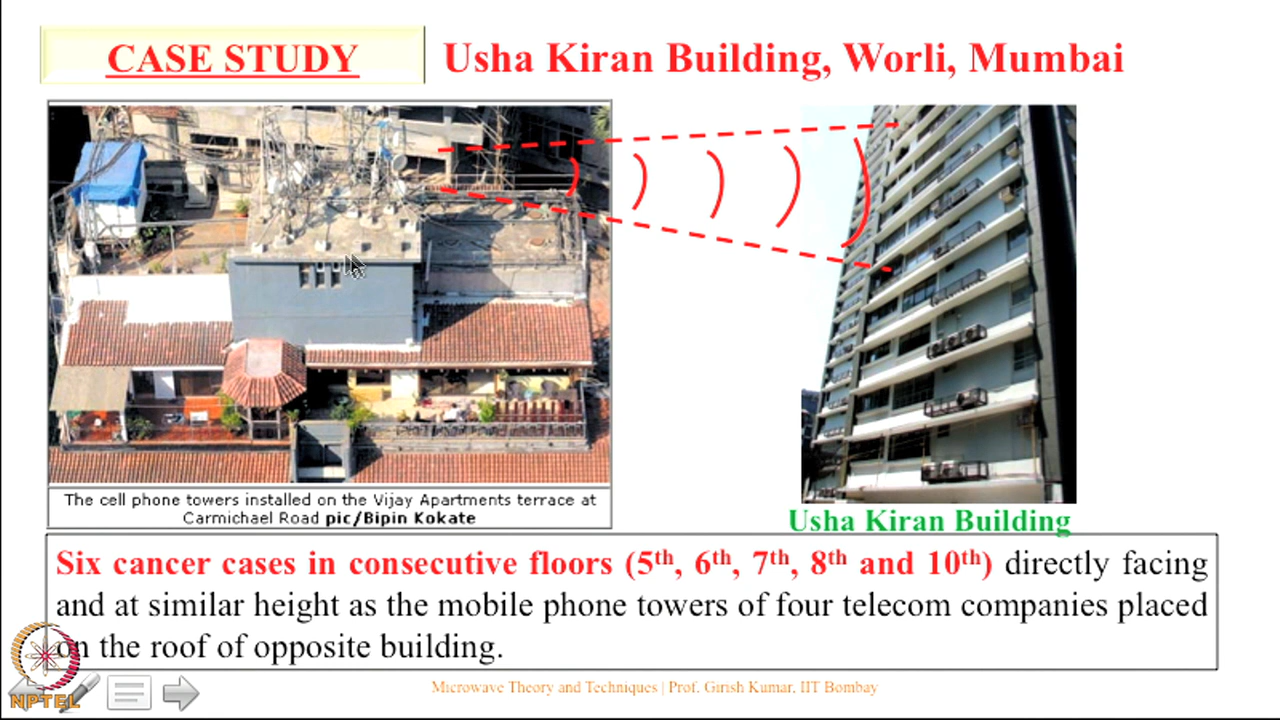 CASE STUDY
Usha Kiran Building, Worli, Mumbai
The cell phone towers installed on the Vijay Apartments terrace at
Carmichael Road pic/Bipin Kokate
Usha Kiran Building
Six cancer cases in consecutive floors (5th, 6th, 7th, 8th and 10th) directly facing
and at similar height as the mobile phone towers of four telecom companies placed
on the roof of opposite building.
NPTEL
Microwave Theory and Techniques | Prof. Girish Kumar, IIT Bombay